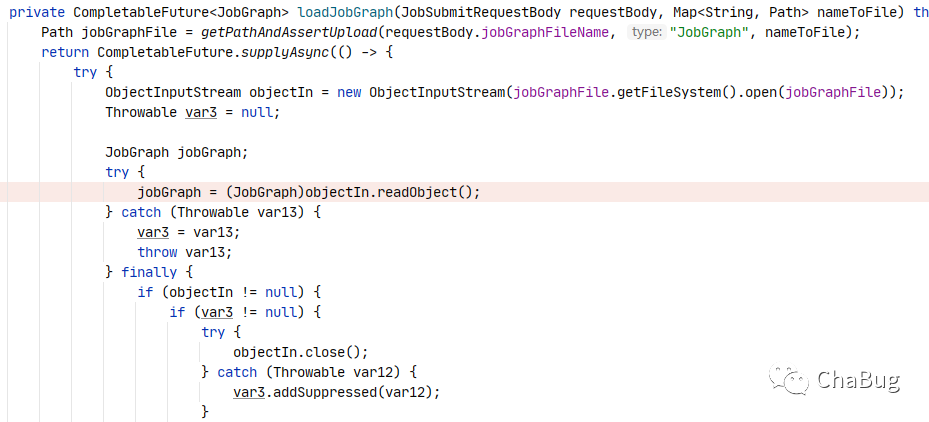 private CompletableFuture<JobGraph> loadJobGraph(JobSubmitRequestBody requestBody, Map<String, Path> nameToFile) th
    Path jobGraphFile = getPathAndAssertUpload(requestBody.jobGraphFileName, type: "JobGraph", nameToFile);
    return CompletableFuture.supplyAsync(() -> {
        try {
            ObjectInputStream objectIn = new ObjectInputStream(jobGraphFile.getFileSystem().open(jobGraphFile));
            Throwable var3 = null;
            JobGraph jobGraph;
            try {
                jobGraph = (JobGraph)objectIn.readObject();
            } catch (Throwable var13) {
                var3 = var13;
                throw var13;
            } finally {
                if (objectIn != null) {
                    if (var3 != null) {
                        try {
                            objectIn.close();
                        } catch (Throwable var12) {
                            var3.addSuppressed(var12);
                        }
ChaBug